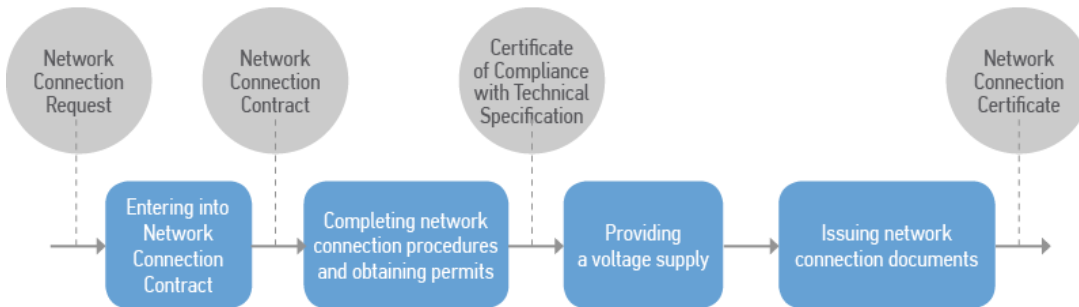 Network
Connection
Request
Network
Connection
Contract
Certificate
of Compliance
with Technical
Specification
Network
Connection
Certificate
Entering into
Network
Connection
Contract
Completing network
connection procedures
and obtaining permits
Providing
a voltage supply
Issuing network
connection documents